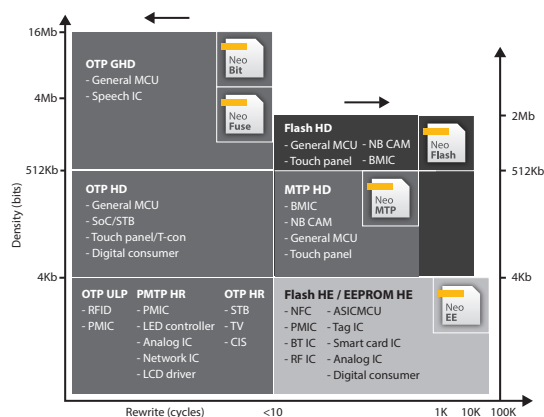 16Mb
OTP GHD
- General MCU
- Speech IC
Neo
Bit
4Mb
Neo
Fuse
2Mb
Flash HD
- General MCU - NB CAM
- Touch panel - BMIC
Neo
Flash
512Kb
512Kb
OTP HD
- General MCU
- SoC/STB
- Touch panel/T-con
- Digital consumer
MTP HD
- BMIC
- NB CAM
- General MCU
- Touch panel
Neo
MTP
Density (bits)
4Kb
4Kb
OTP ULP
- RFID
- PMIC
PMTP HR
- PMIC
- LED controller
- Analog IC
- Network IC
- LCD driver
OTP HR
- STB
- TV
- CIS
Flash HE / EEPROM HE
- NFC - ASICMCU
- PMIC - Tag IC
- BT IC - Smart card IC
- RF IC - Analog IC
- Digital consumer
Neo
EE
Rewrite (cycles) <10 1K 10K 100K